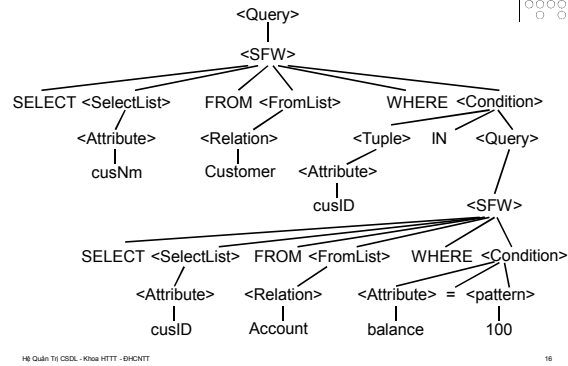 <Query>
<SFW>
SELECT <SelectList> FROM <FromList> WHERE <Condition>
<Attribute> <Relation> <Tuple> IN <Query>
cusNm Customer <Attribute>
cusID
<SFW>
SELECT <SelectList> FROM <FromList> WHERE <Condition>
<Attribute> <Relation> <Attribute> = <pattern>
cusID Account balance 100
Hệ Quản Trị CSDL - Khoa HTTT - ĐHCNTT 16